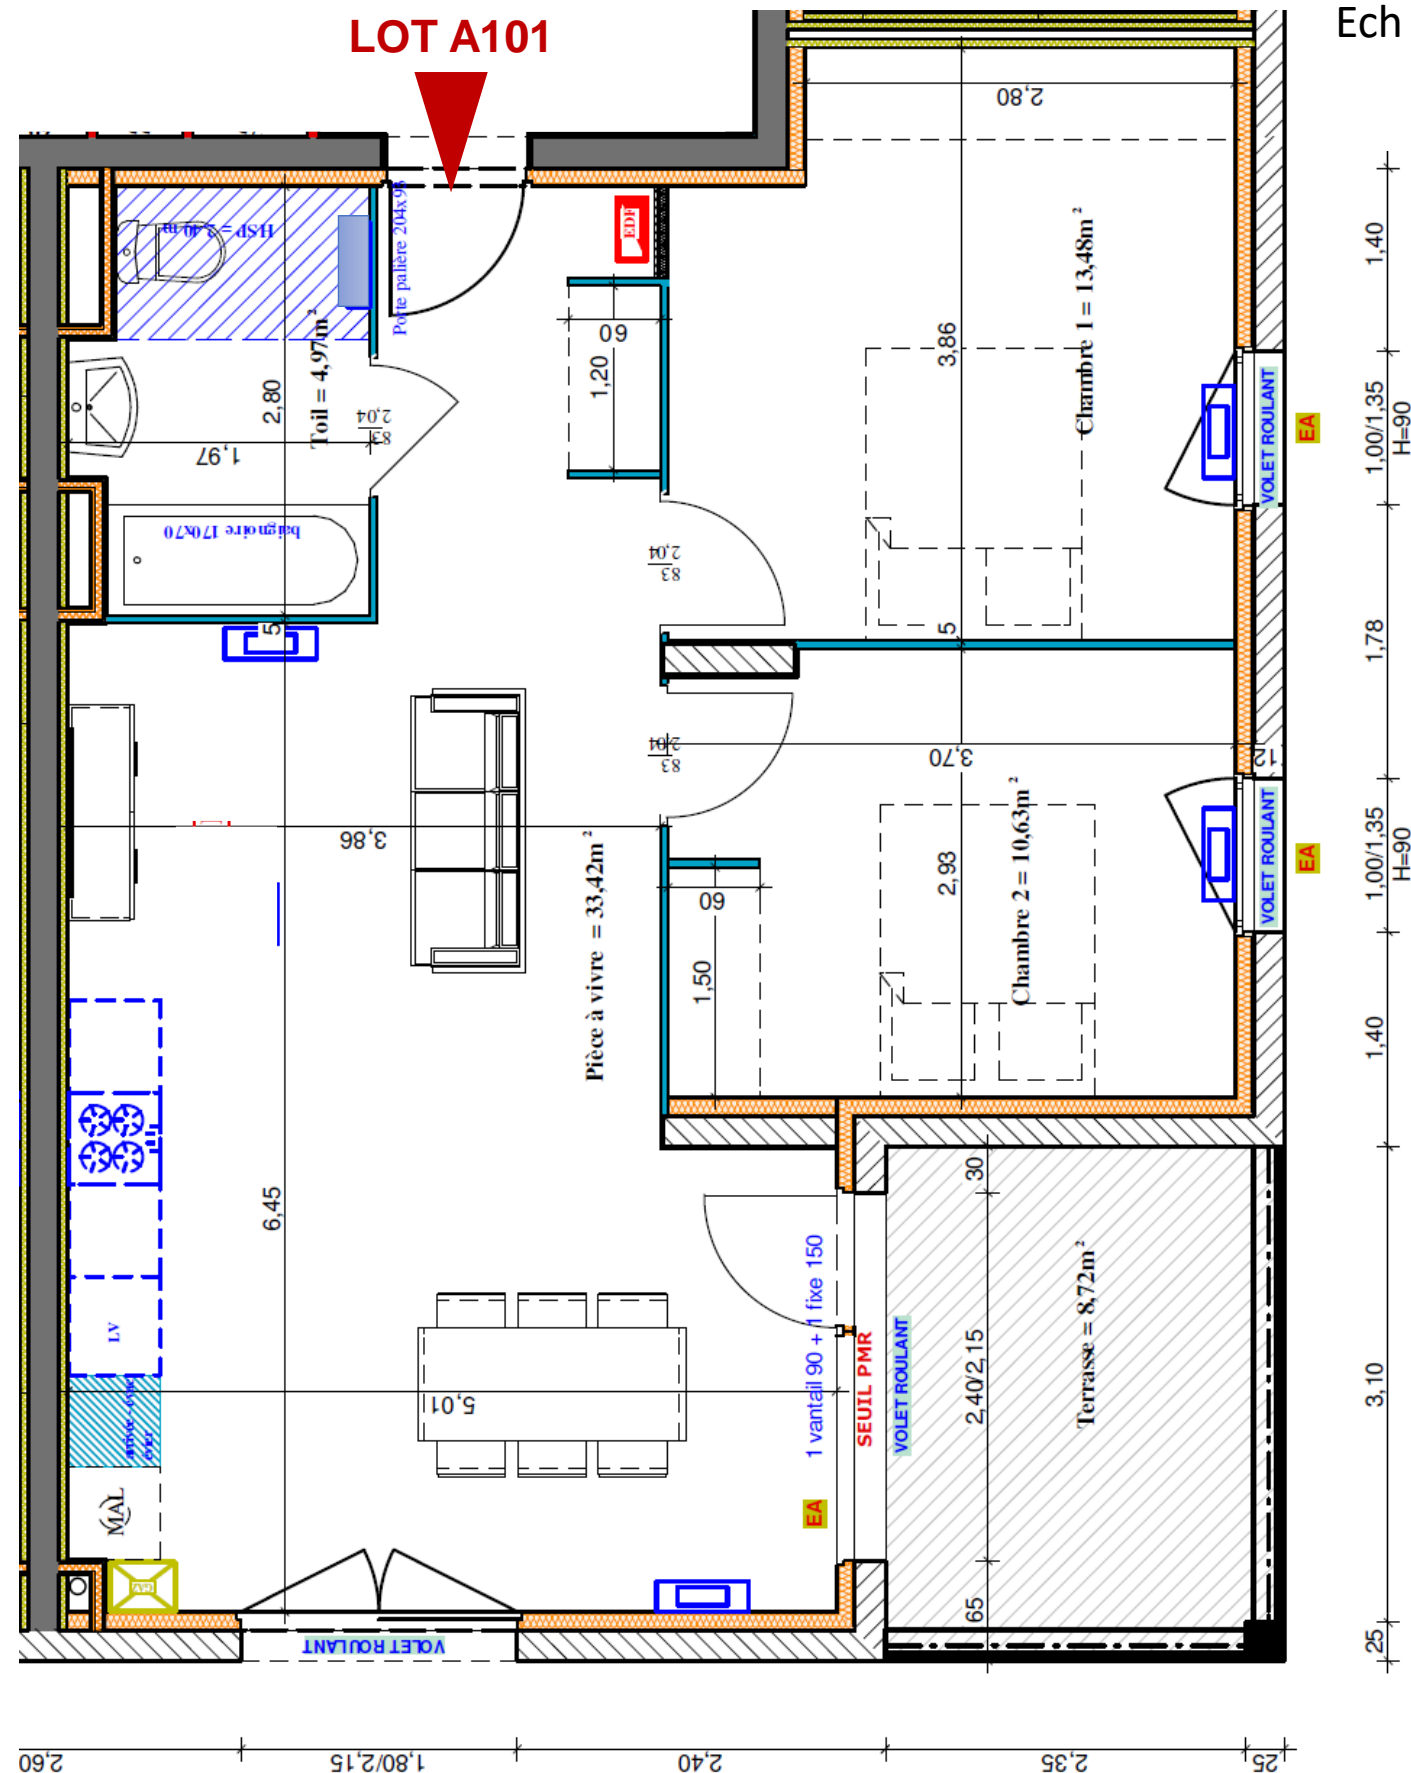 Ech
LOT A101
2,80
EDF
HSP = 2,40 m
Porte palière 204x93
Toil = 4,97m²
2,80
1,97
83
2,04
60
1,20
3,86
Chambre 1 = 13,48m²
1,40
VOLET ROULANT
EA
1,00/1,35
H=90
baignoire 170x70
83
2,04
5
5
1,78
83
2,04
3,70
12
3,86
Pièce à vivre = 33,42m²
60
1,50
2,93
Chambre 2 = 10,63m²
VOLET ROULANT
EA
1,00/1,35
H=90
1,40
6,45
30
LV
1 vantail 90 + 1 fixe 150
SEUIL PMR
VOLET ROULANT
2,40/2,15
Terrasse = 8,72m²
3,10
5,01
evier
MAL
EA
65
25
VOLET ROULANT
2,60
1,80/2,15
2,40
2,35
25